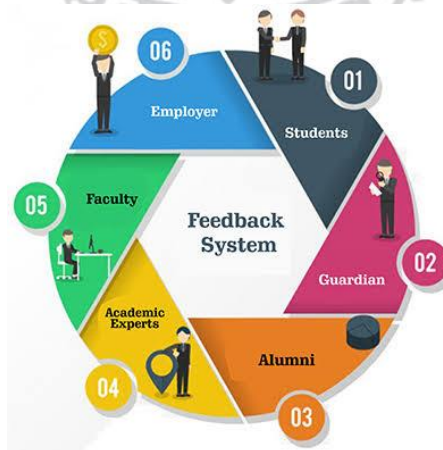 Feedback
System
01
Students
02
Guardian
03
Alumni
04
Academic
Experts
05
Faculty
06
Employer
$